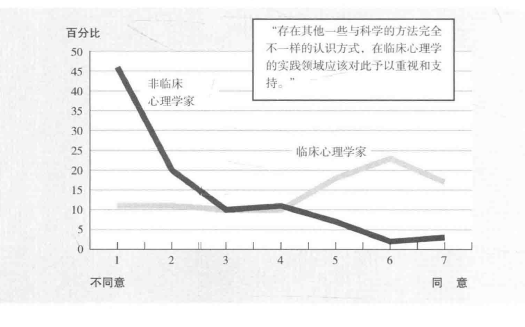 百分比
“存在其他一些与科学的方法完全
不一样的认识方式，在临床心理学
的实践领域应该对此予以重视和支
持。”
50
45
40
35
30
25
20
15
10
5
0
非临床
心理学家
临床心理学家
1 2 3 4 5 6 7
不同意 同 意